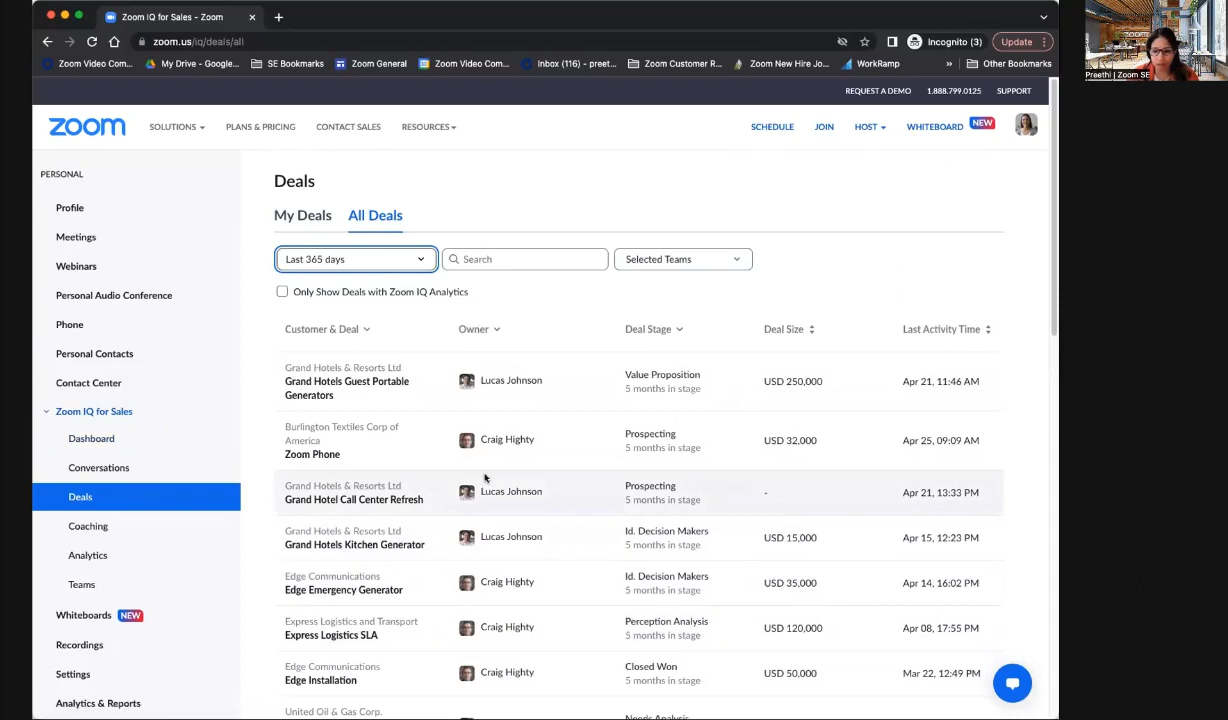 Zoom IQ for Sales - Zoom
zoom.us/iq/deals/all
Incognito (3)
Update
Zoom Video Com...
My Drive - Google...
SE Bookmarks
Zoom General
Zoom Video Com...
Inbox (116) - preet...
Zoom Customer R...
Zoom New Hire Jo...
WorkRamp
»
Other Bookmarks
zoom
Preethi | Zoom SE
REQUEST A DEMO
1.888.799.0125
SUPPORT
zoom
SOLUTIONS
PLANS & PRICING
CONTACT SALES
RESOURCES
SCHEDULE
JOIN
HOST
WHITEBOARD
NEW
PERSONAL
Profile
Meetings
Webinars
Personal Audio Conference
Phone
Personal Contacts
Contact Center
Zoom IQ for Sales
Dashboard
Conversations
Deals
Coaching
Analytics
Teams
Whiteboards NEW
Recordings
Settings
Analytics & Reports
Deals
My Deals
All Deals
Last 365 days
Search
Selected Teams
Only Show Deals with Zoom IQ Analytics
Customer & Deal
Owner
Deal Stage
Deal Size
Last Activity Time
Grand Hotels & Resorts Ltd
Grand Hotels Guest Portable
Generators
Lucas Johnson
Value Proposition
5 months in stage
USD 250,000
Apr 21, 11:46 AM
Burlington Textiles Corp of
America
Zoom Phone
Craig Highty
Prospecting
5 months in stage
USD 32,000
Apr 25, 09:09 AM
Grand Hotels & Resorts Ltd
Grand Hotel Call Center Refresh
Lucas Johnson
Prospecting
5 months in stage
-
Apr 21, 13:33 PM
Grand Hotels & Resorts Ltd
Grand Hotels Kitchen Generator
Lucas Johnson
Id. Decision Makers
5 months in stage
USD 15,000
Apr 15, 12:23 PM
Edge Communications
Edge Emergency Generator
Craig Highty
Id. Decision Makers
5 months in stage
USD 35,000
Apr 14, 16:02 PM
Express Logistics and Transport
Express Logistics SLA
Craig Highty
Perception Analysis
5 months in stage
USD 120,000
Apr 08, 17:55 PM
Edge Communications
Edge Installation
Craig Highty
Closed Won
5 months in stage
USD 50,000
Mar 22, 12:49 PM
United Oil & Gas Corp.
Needs Analysis